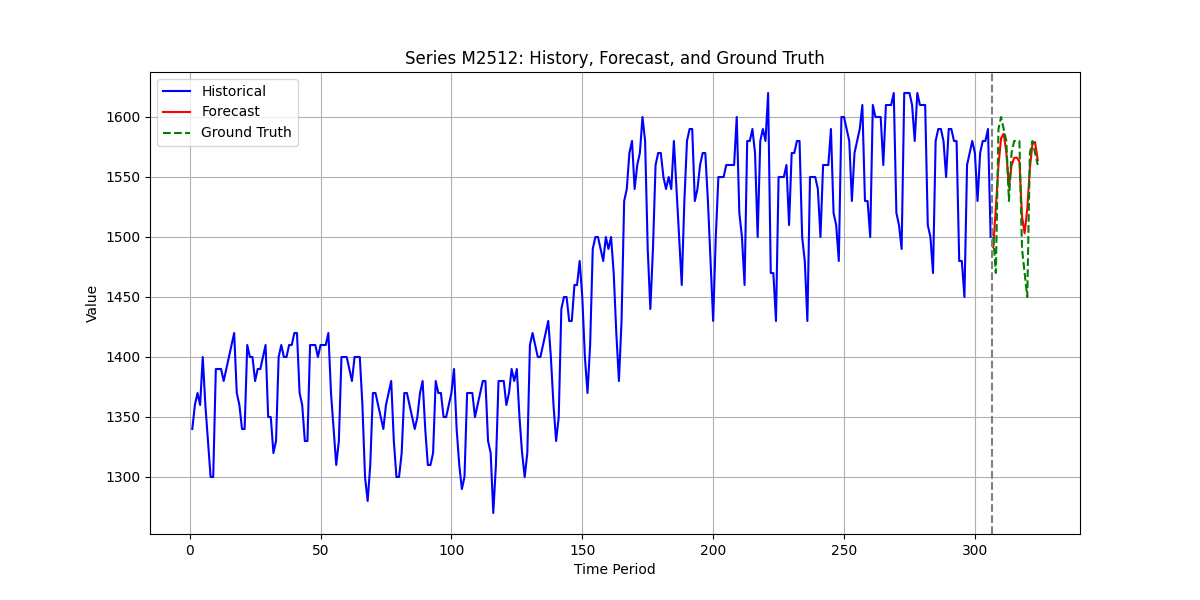 Series M2512: History, Forecast, and Ground Truth
Historical
Forecast
Ground Truth
1600
1550
1500
1450
1400
1350
1300
Value
0 50 100 150 200 250 300
Time Period